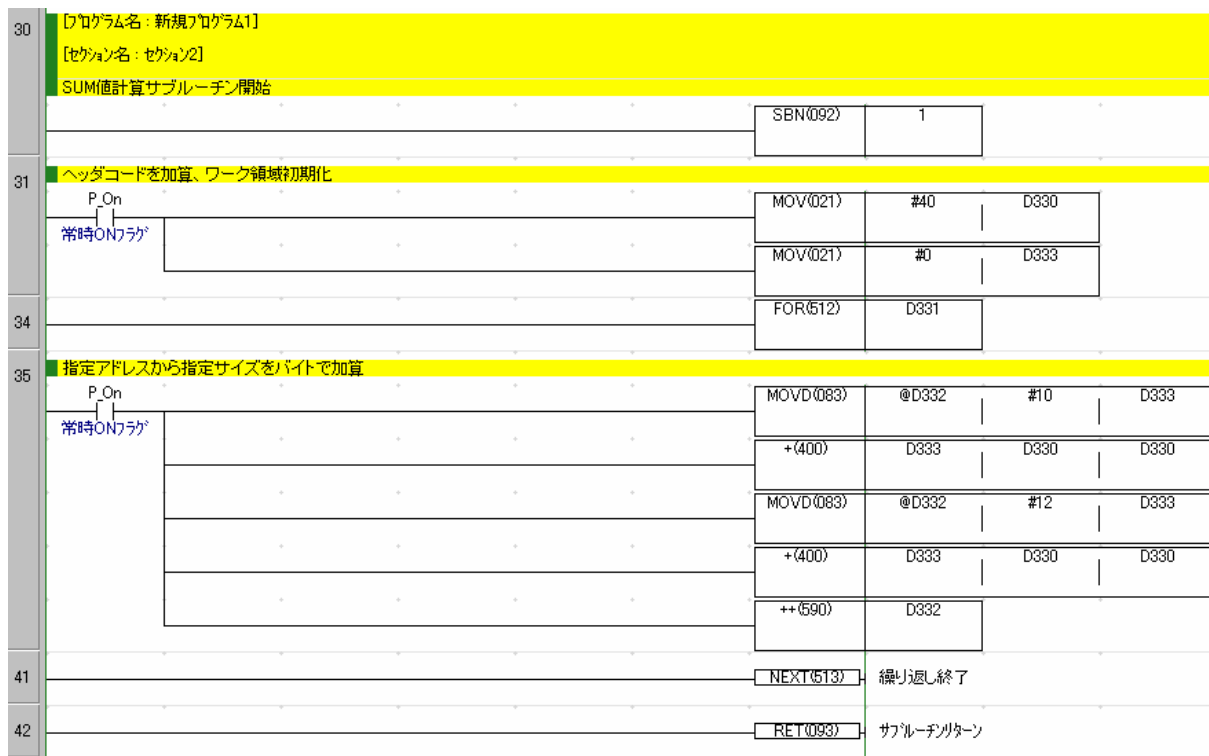 30
[ﾌﾟﾛｸﾞﾗﾑ名 : 新規ﾌﾟﾛｸﾞﾗﾑ1]
[ｾｸｼｮﾝ名 : ｾｸｼｮﾝ2]
SUM値計算サブルーチン開始
SBN(092) 1
31
ヘッダコードを加算、ワーク領域初期化
P_On
MOV(021) #40 D330
常時ONﾌﾗｸﾞ
MOV(021) #0 D333
34
FOR(512) D331
35
指定アドレスから指定サイズをバイトで加算
P_On
MOVD(083) @D332 #10 D333
常時ONﾌﾗｸﾞ
+(400) D333 D330 D330
MOVD(083) @D332 #12 D333
+(400) D333 D330 D330
++(590) D332
41 NEXT(513) 繰り返し終了
42 RET(093) ｻﾌﾞﾙｰﾁﾝﾘﾀｰﾝ